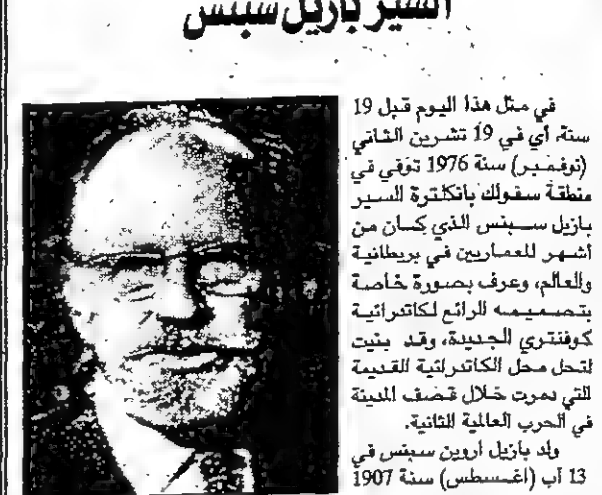 السير بازيل سبنس
في مثل هذا اليوم قبل 19
سنة، أي في 19 تشرين الثاني
(نوفمبر) سنة 1976 توفي في
منطقة سفولك بانكلترة السير
بازيل سبنس الذي كان من
أشهر المعماريين في بريطانية
والعالم، وعرف بصورة خاصة
بتصميمه الرائع لكاتدرائية
كوفنتري الجديدة، وقد بنيت
لتحل محل الكاتدرائية القديمة
التي دمرت خلال قصف المدينة
في الحرب العالمية الثانية.
ولد بازيل اروين سبنس في
13 آب (اغسطس) سنة 1907